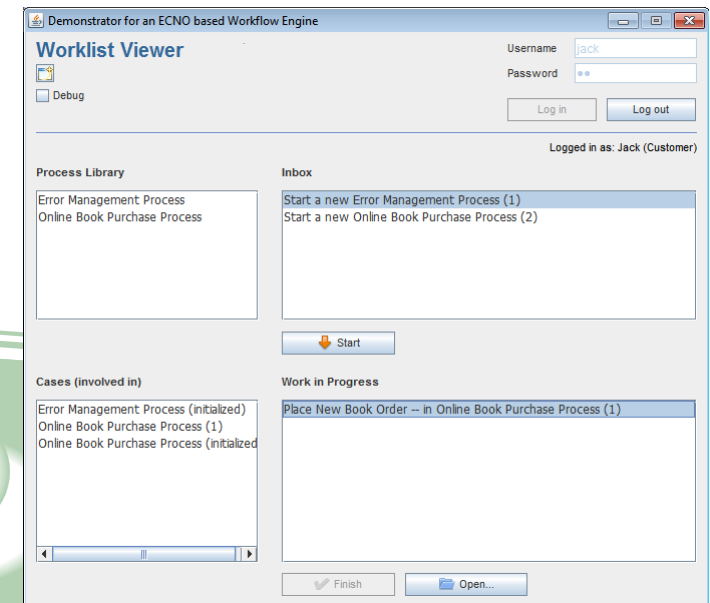 Demonstrator for an ECNO based Workflow Engine
Worklist Viewer
Username jack
Password
Debug
Log in Log out
Logged in as: Jack (Customer)
Process Library
Inbox
Error Management Process
Online Book Purchase Process
Start a new Error Management Process (1)
Start a new Online Book Purchase Process (2)
Start
Cases (involved in)
Work in Progress
Error Management Process (initialized)
Online Book Purchase Process (1)
Online Book Purchase Process (initialized
Place New Book Order -- in Online Book Purchase Process (1)
Finish
Open...